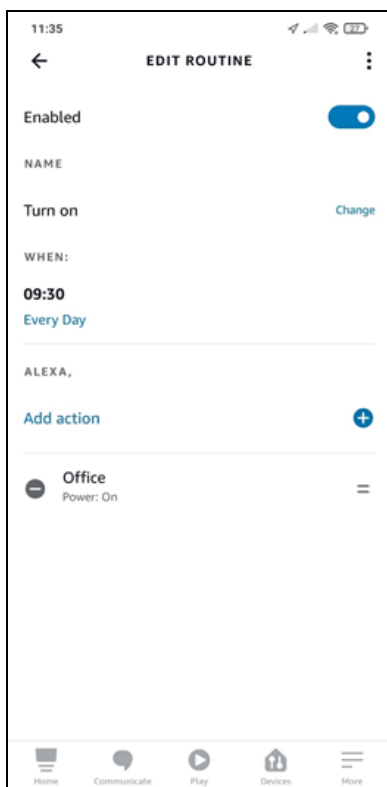 11:35
27
EDIT ROUTINE
Enabled
NAME
Turn on
Change
WHEN:
09:30
Every Day
ALEXA,
Add action
Office
Power: On
Home
Communicate
Play
Devices
More